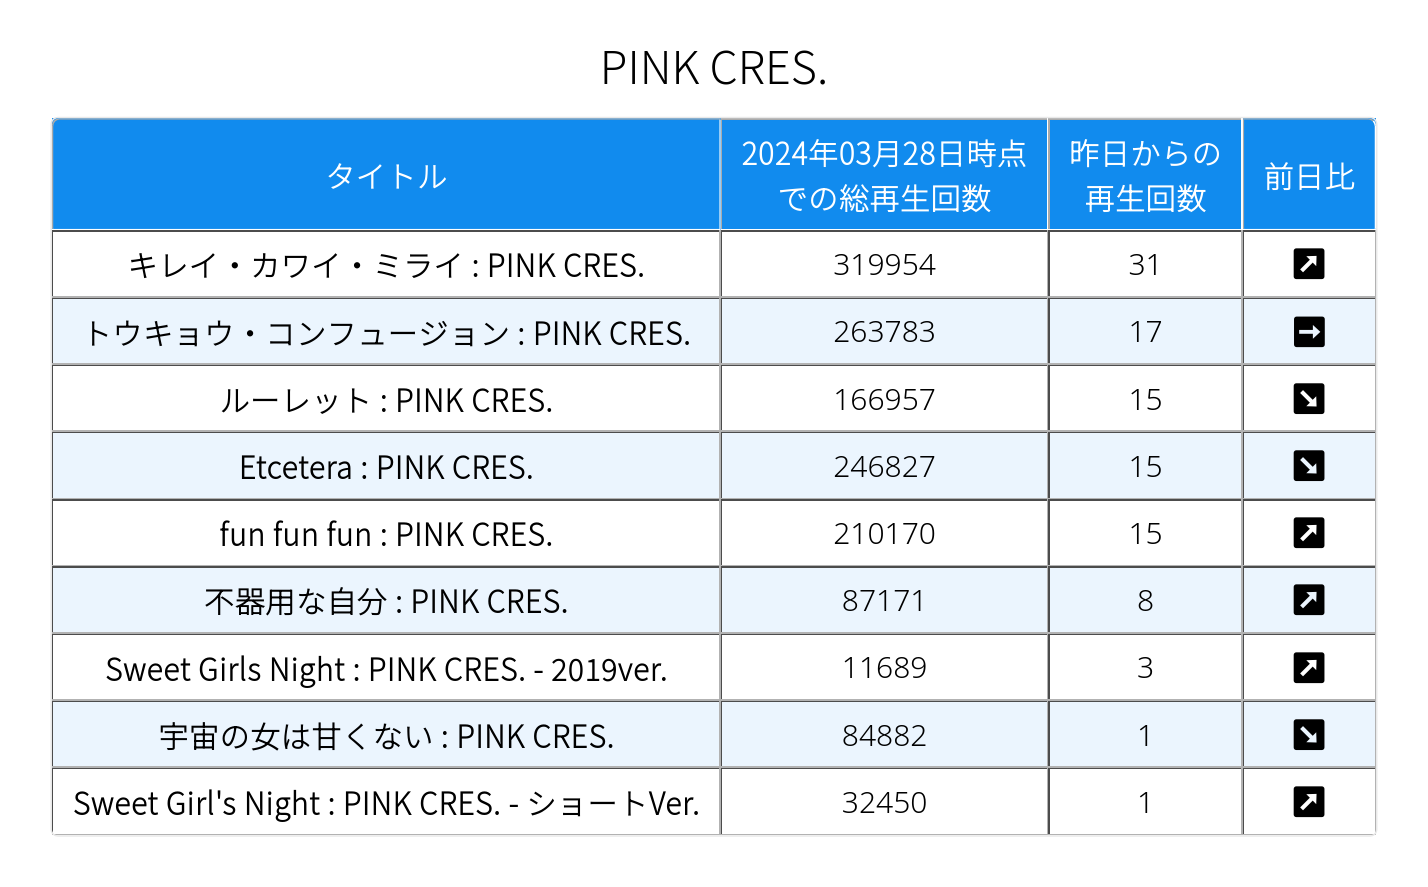 PINK CRES.
タイトル
2024年03月28日時点
での総再生回数
昨日からの
再生回数
前日比
キレイ・カワイ・ミライ : PINK CRES. 319954 31
トウキョウ・コンフュージョン : PINK CRES. 263783 17
ルーレット : PINK CRES. 166957 15
Etcetera : PINK CRES. 246827 15
fun fun fun : PINK CRES. 210170 15
不器用な自分 : PINK CRES. 87171 8
Sweet Girls Night : PINK CRES. - 2019ver. 11689 3
宇宙の女は甘くない : PINK CRES. 84882 1
Sweet Girl's Night : PINK CRES. - ショートVer. 32450 1